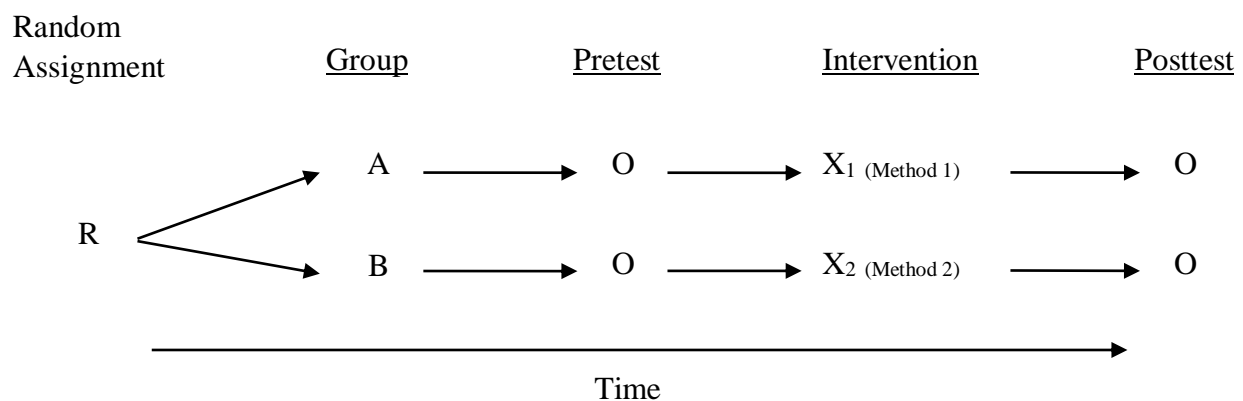 Random
Assignment Group Pretest Intervention Posttest
A O X1 (Method 1) O
R
B O X2 (Method 2) O
Time